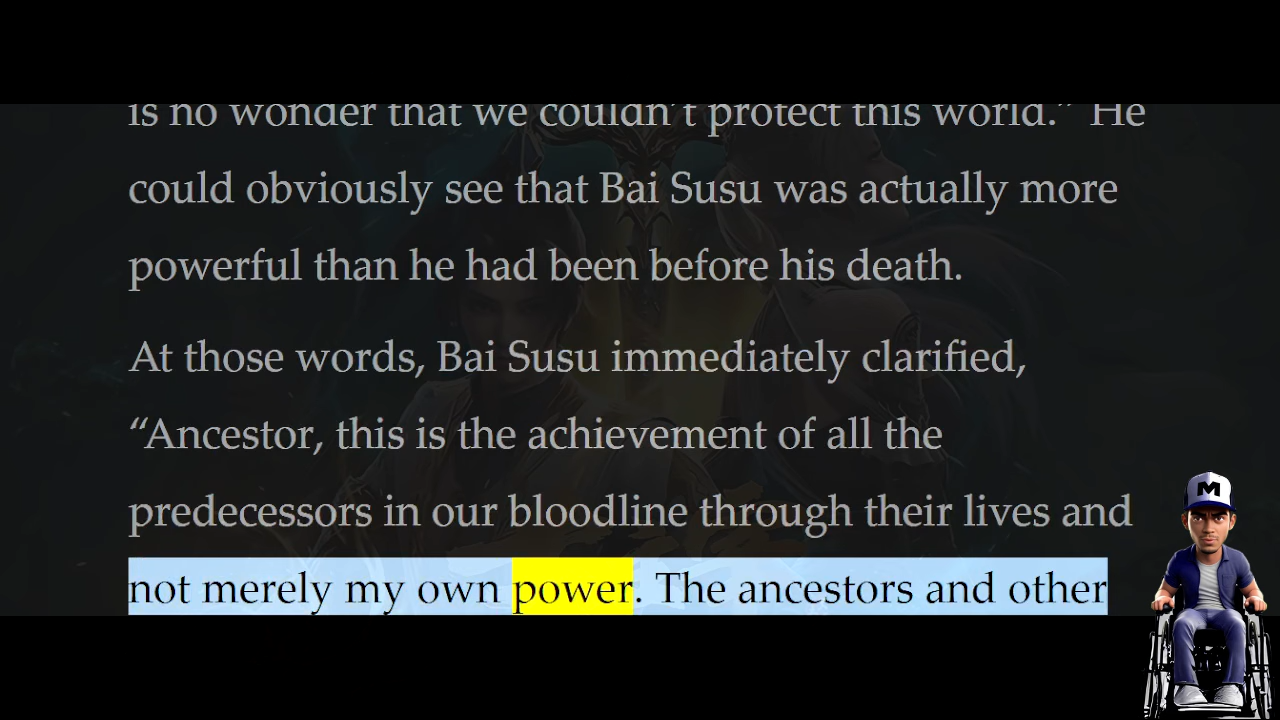 is no wonder that we couldn’t protect this world.” He
could obviously see that Bai Susu was actually more
powerful than he had been before his death.
At those words, Bai Susu immediately clarified,
“Ancestor, this is the achievement of all the
predecessors in our bloodline through their lives and
not merely my own power. The ancestors and other
M